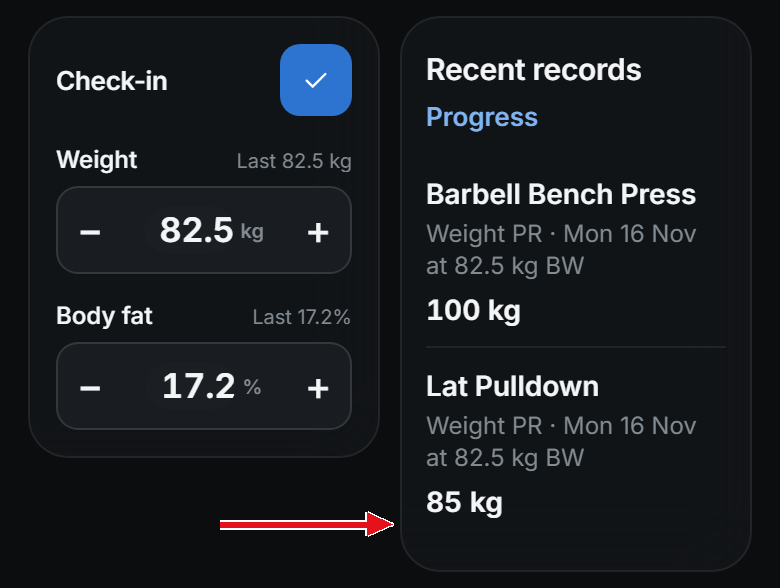 Check-in
Weight
Last 82.5 kg
− 82.5 kg +
Body fat
Last 17.2%
− 17.2 % +
Recent records
Progress
Barbell Bench Press
Weight PR · Mon 16 Nov
at 82.5 kg BW
100 kg
Lat Pulldown
Weight PR · Mon 16 Nov
at 82.5 kg BW
85 kg